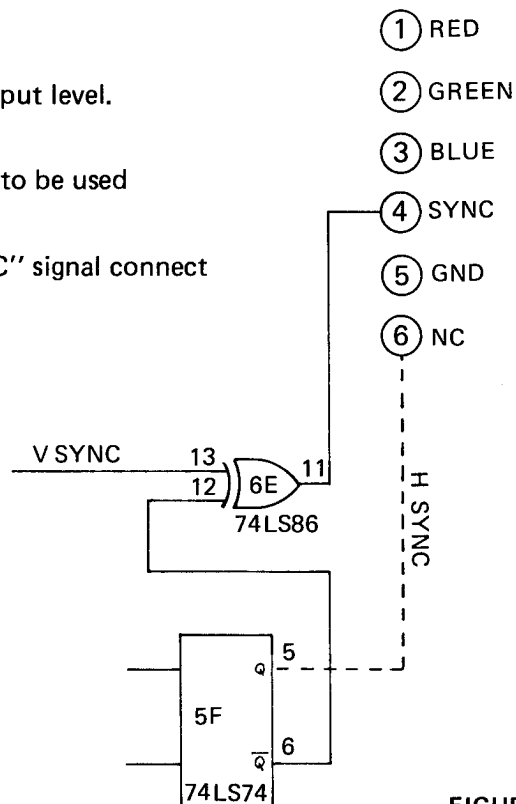 ① RED
put level.
② GREEN
③ BLUE
to be used
④ SYNC
C" signal connect
⑤ GND
⑥ NC
V SYNC
13
12
6E
11
74LS86
H SYNC
5
Q
5F
6
Q̅
74LS74
FIGU